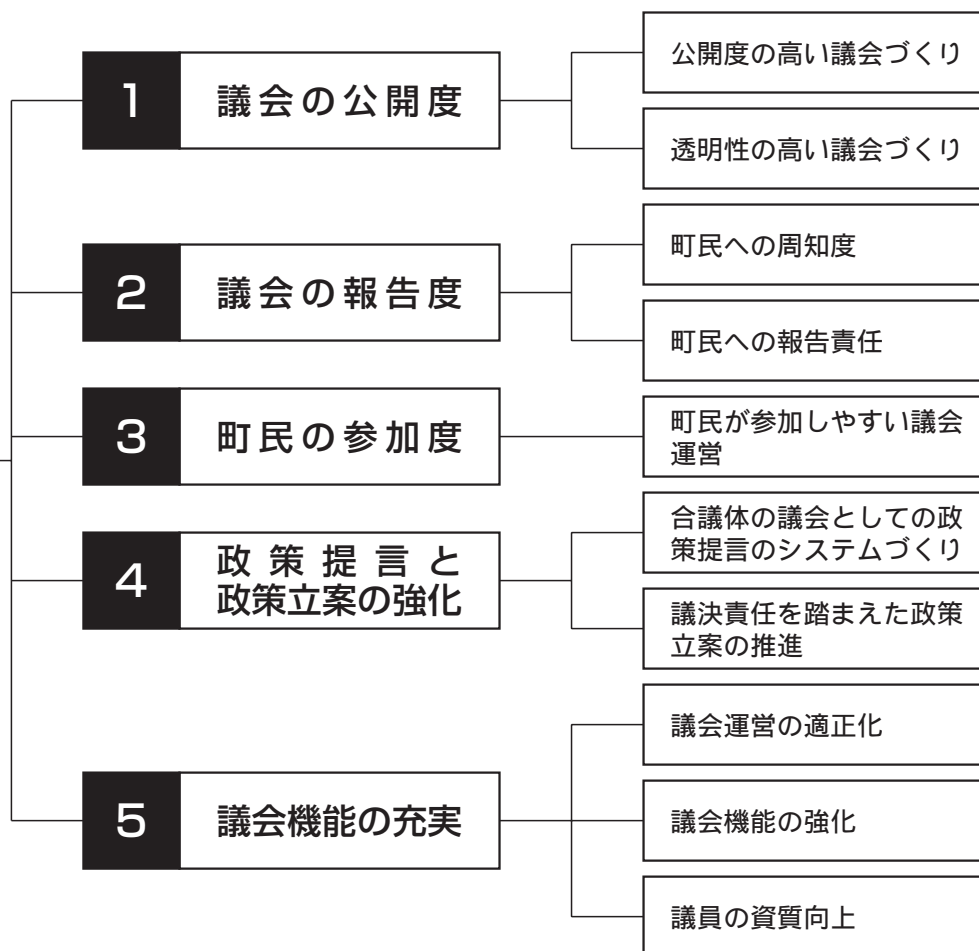 1
議会の公開度
公開度の高い議会づくり
透明性の高い議会づくり
2
議会の報告度
町民への周知度
町民への報告責任
3
町民の参加度
町民が参加しやすい議会
運営
4
政策提言と
政策立案の強化
合議体の議会としての政
策提言のシステムづくり
議決責任を踏まえた政策
立案の推進
5
議会機能の充実
議会運営の適正化
議会機能の強化
議員の資質向上